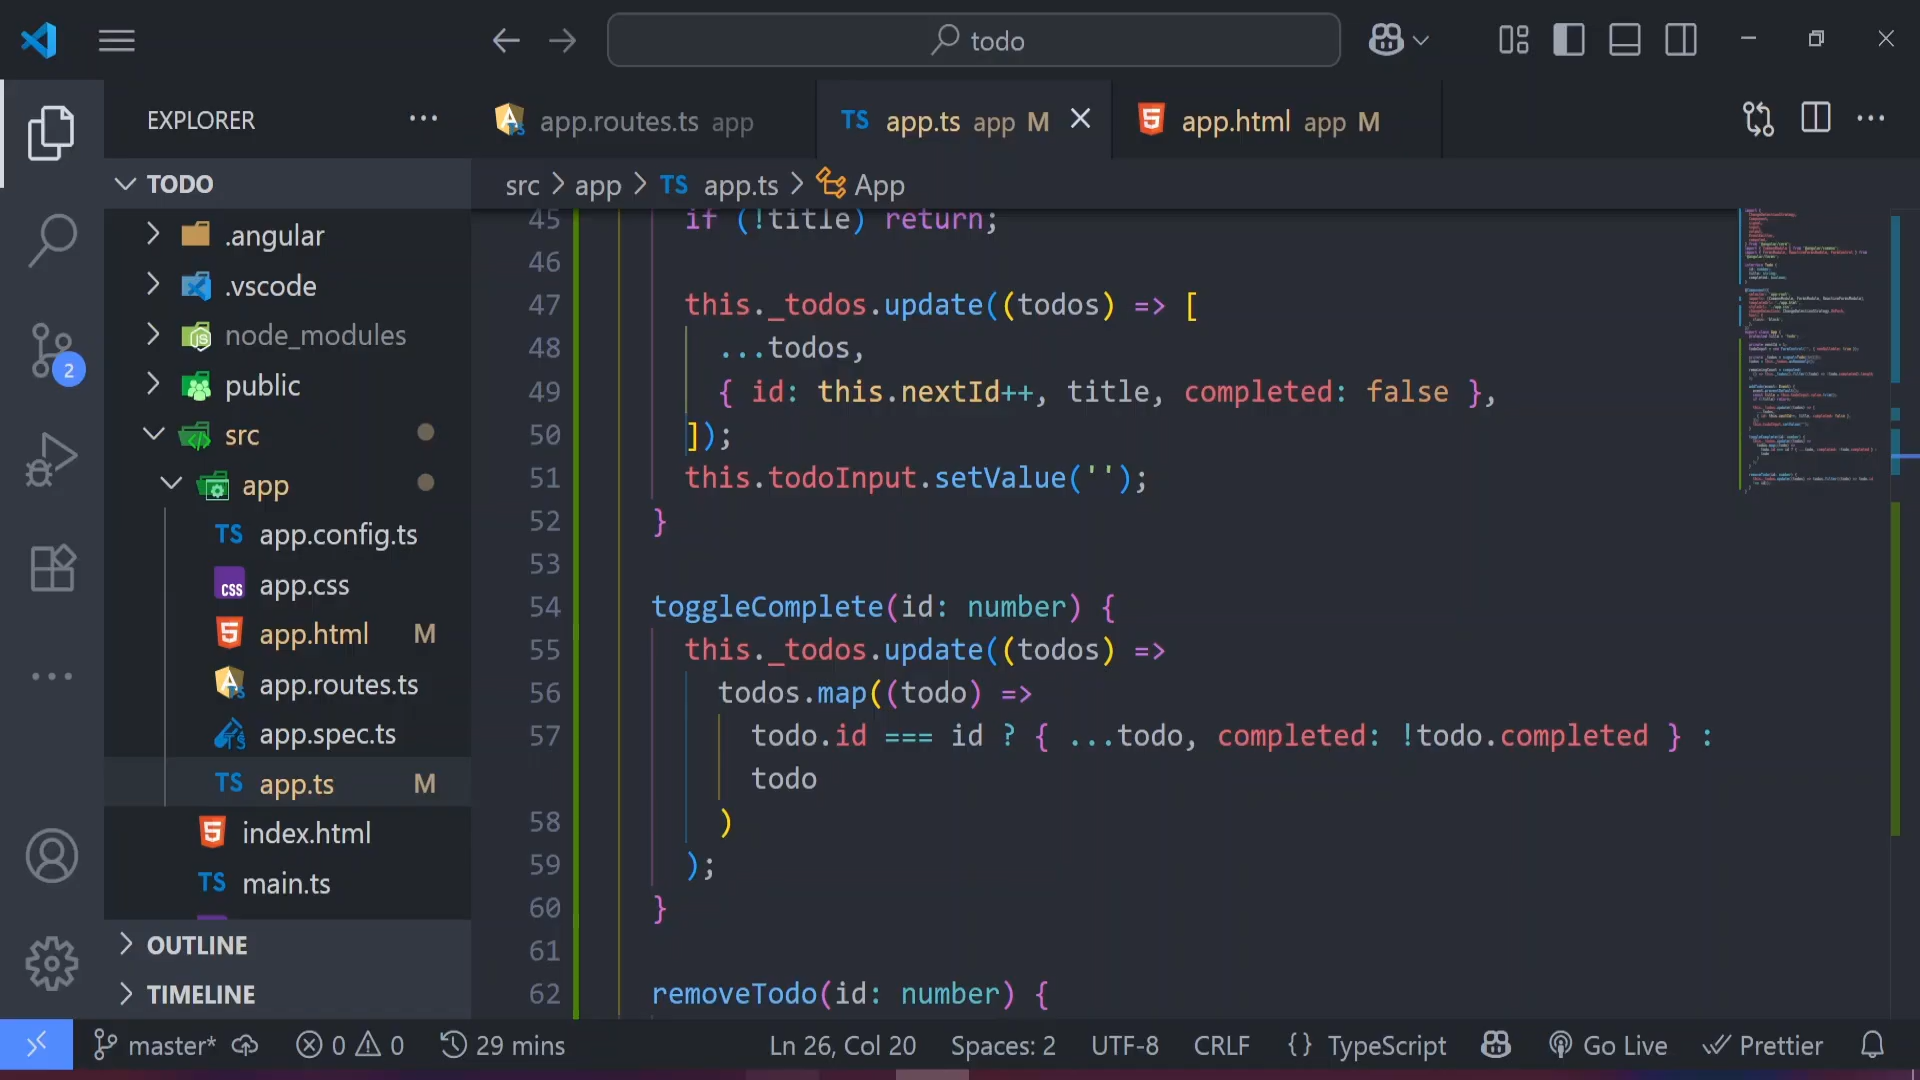 todo
EXPLORER
app.routes.ts app
TS app.ts app M
app.html app M
TODO
src > app > TS app.ts > App
.angular
.vscode
node_modules
public
src
app
TS app.config.ts
css app.css
app.html M
app.routes.ts
app.spec.ts
TS app.ts M
index.html
TS main.ts
OUTLINE
TIMELINE
2
45 if (!title) return;
46
47 this._todos.update((todos) => [
48 ...todos,
49 { id: this.nextId++, title, completed: false },
50 ]);
51 this.todoInput.setValue('');
52 }
53
54 toggleComplete(id: number) {
55 this._todos.update((todos) =>
56 todos.map((todo) =>
57 todo.id === id ? { ...todo, completed: !todo.completed } :
todo
58 )
59 );
60 }
61
62 removeTodo(id: number) {
master* 0 0 29 mins Ln 26, Col 20 Spaces: 2 UTF-8 CRLF {} TypeScript Go Live Prettier